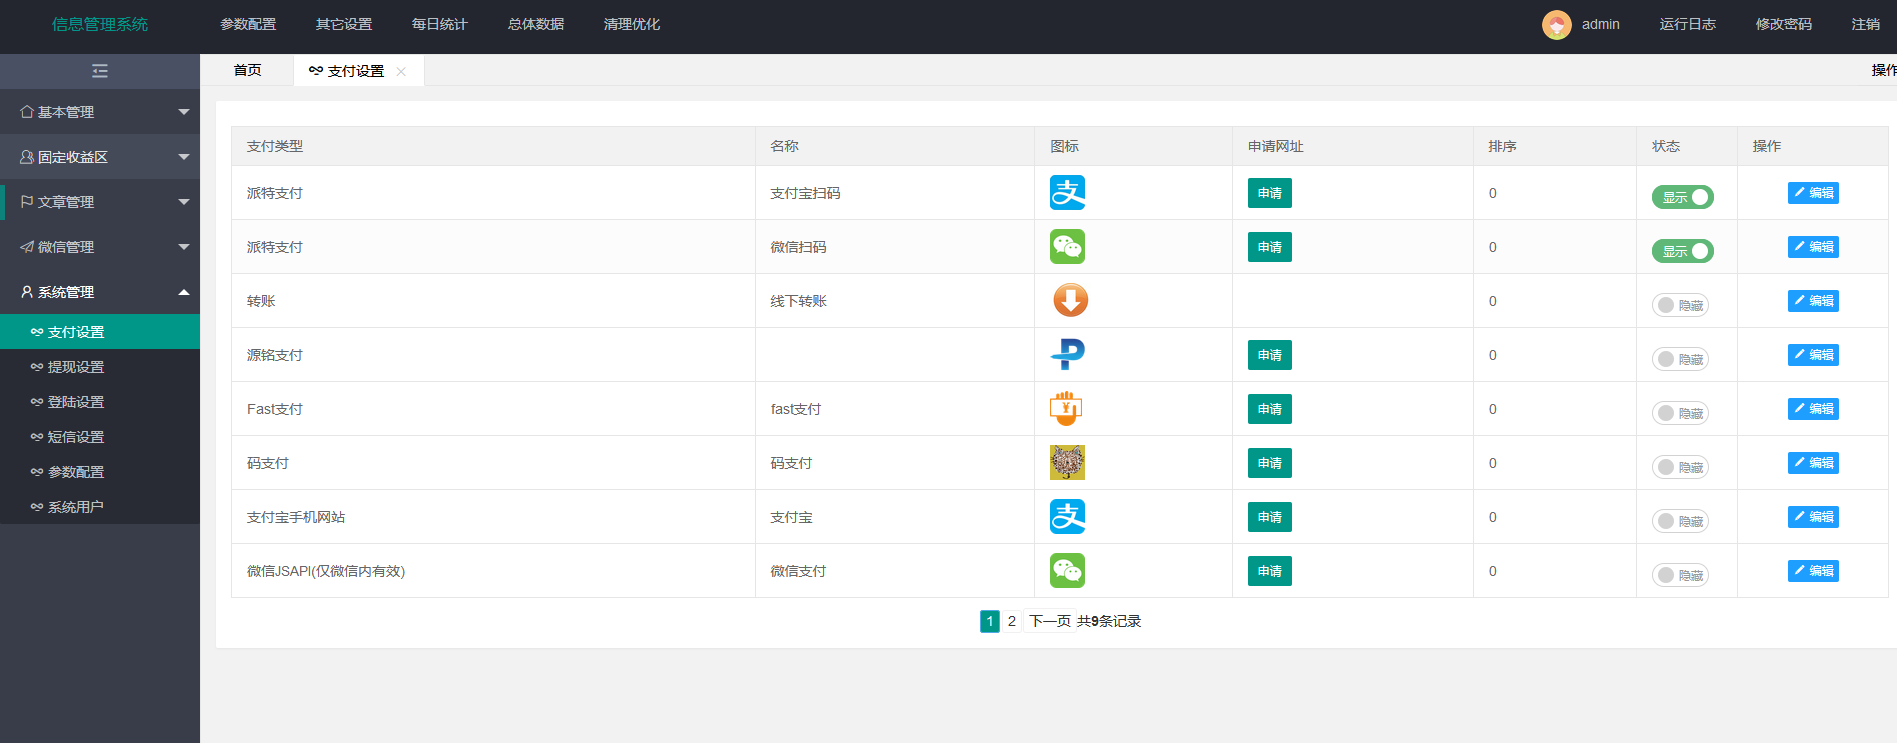 信息管理系统 参数配置 其它设置 每日统计 总体数据 清理优化 admin 运行日志 修改密码 注销
首页 支付设置 操作
基本管理
固定收益区
文章管理
微信管理
系统管理
支付设置
提现设置
登陆设置
短信设置
参数配置
系统用户
支付类型 名称 图标 申请网址 排序 状态 操作
派特支付 支付宝扫码 支 申请 0 显示 编辑
派特支付 微信扫码 申请 0 显示 编辑
转账 线下转账 0 隐藏 编辑
源铭支付 申请 0 隐藏 编辑
Fast支付 fast支付 ¥ 申请 0 隐藏 编辑
码支付 码支付 申请 0 隐藏 编辑
支付宝手机网站 支付宝 支 申请 0 隐藏 编辑
微信JSAPI(仅微信内有效) 微信支付 申请 0 隐藏 编辑
1 2 下一页 共9条记录